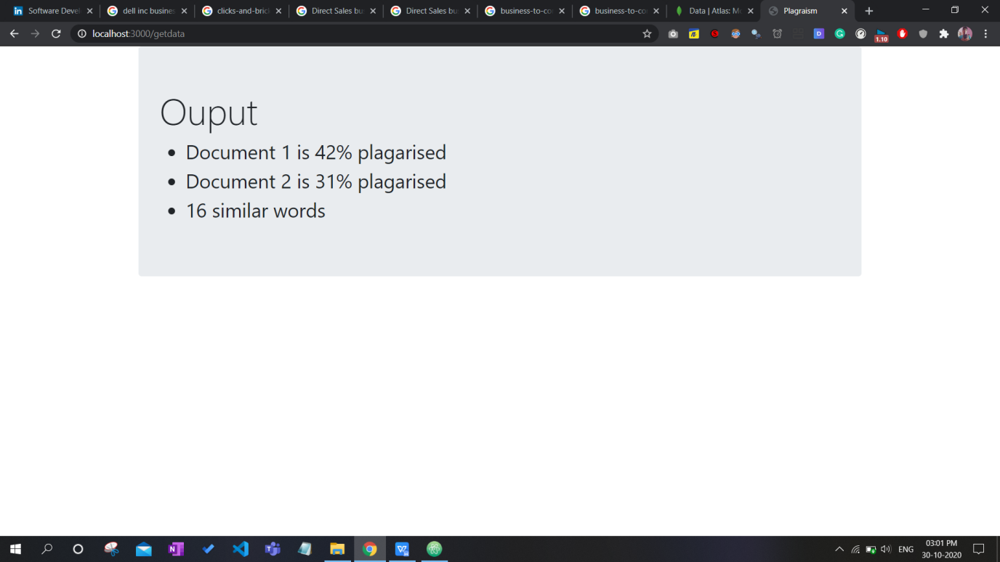 Software Devel
dell inc busines
clicks-and-bric
Direct Sales bu
Direct Sales bu
business-to-co
business-to-co
Data | Atlas: Mo
Plagraism
localhost:3000/getdata
1.10
Ouput
• Document 1 is 42% plagarised
• Document 2 is 31% plagarised
• 16 similar words
ENG
03:01 PM
30-10-2020